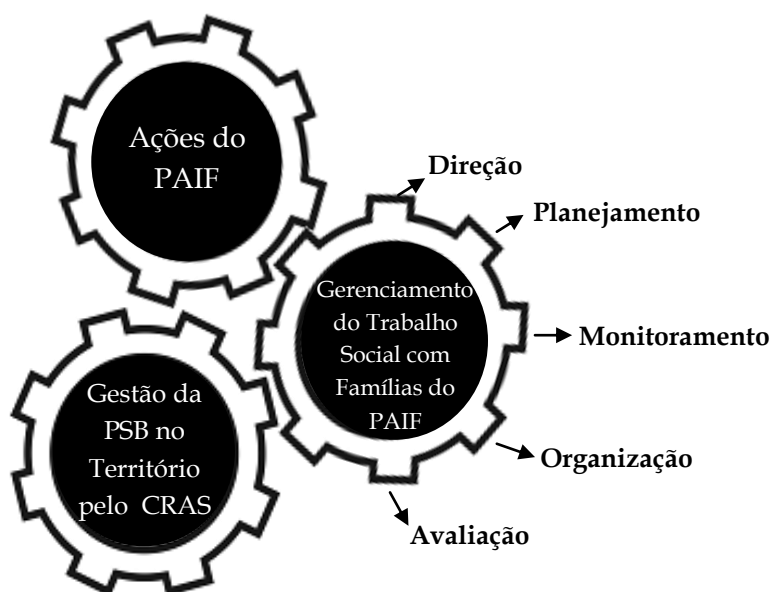 Ações do
PAIF
Direção
Planejamento
Gerenciamento
do Trabalho
Social com
Famílias do
PAIF
Monitoramento
Organização
Avaliação
Gestão da
PSB no
Território
pelo CRAS